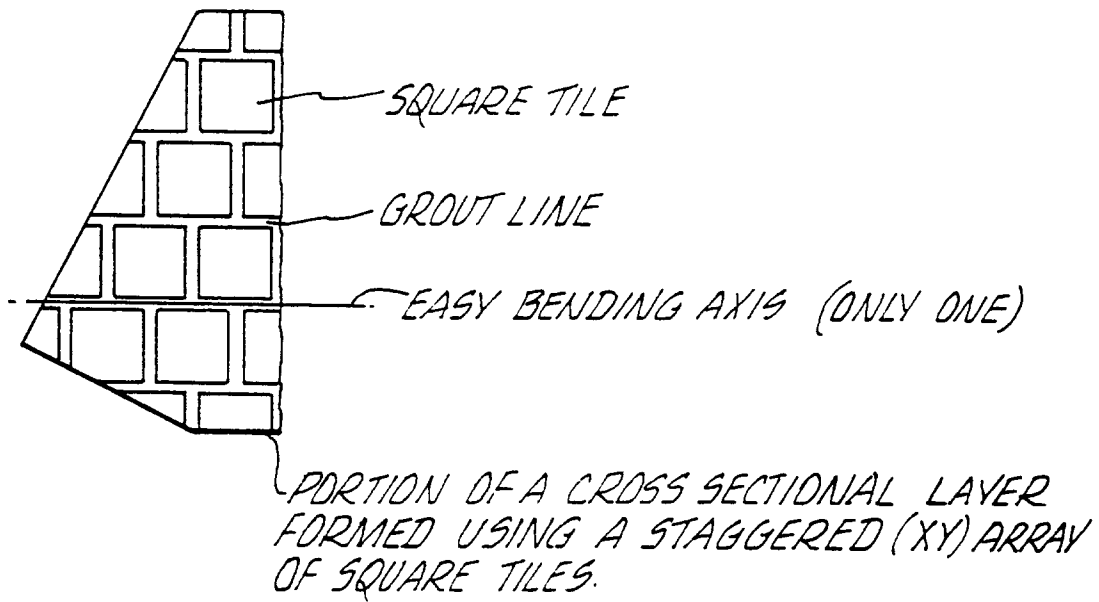 SQUARE TILE
GROUT LINE
EASY BENDING AXIS (ONLY ONE)
PORTION OF A CROSS SECTIONAL LAYER
FORMED USING A STAGGERED (XY) ARRAY
OF SQUARE TILES.